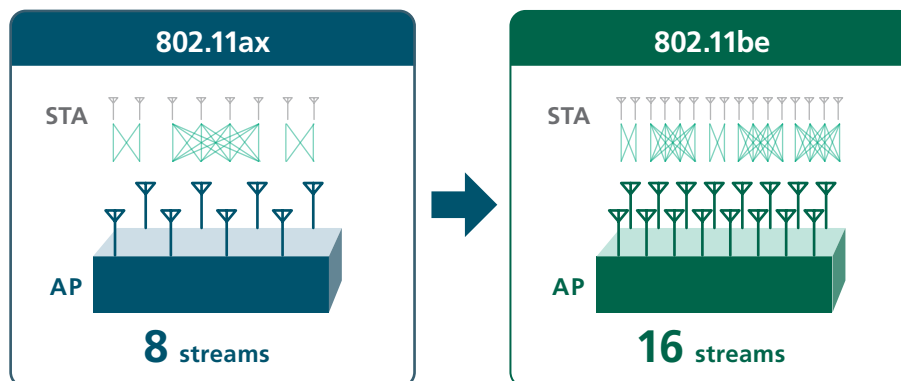 802.11ax
STA
AP
8 streams
802.11be
STA
AP
16 streams